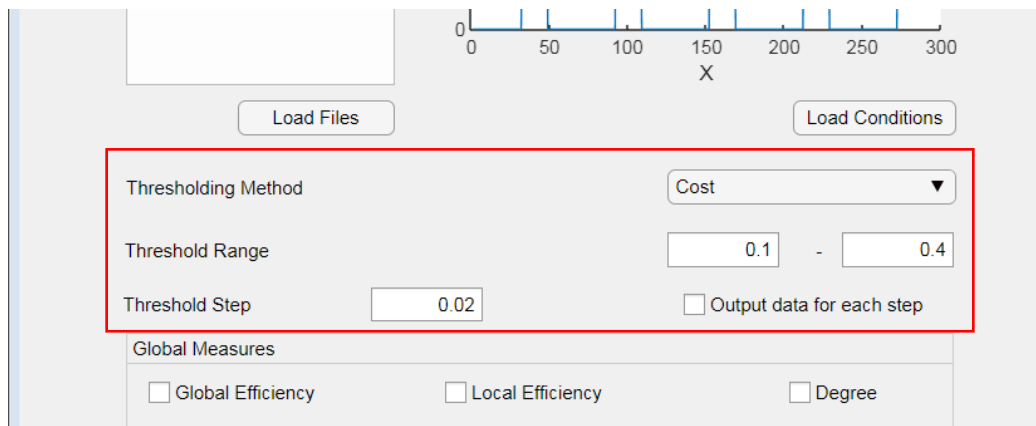 0
0 50 100 150 200 250 300
X
Load Files Load Conditions
Thresholding Method Cost
Threshold Range 0.1 - 0.4
Threshold Step 0.02 Output data for each step
Global Measures
Global Efficiency Local Efficiency Degree